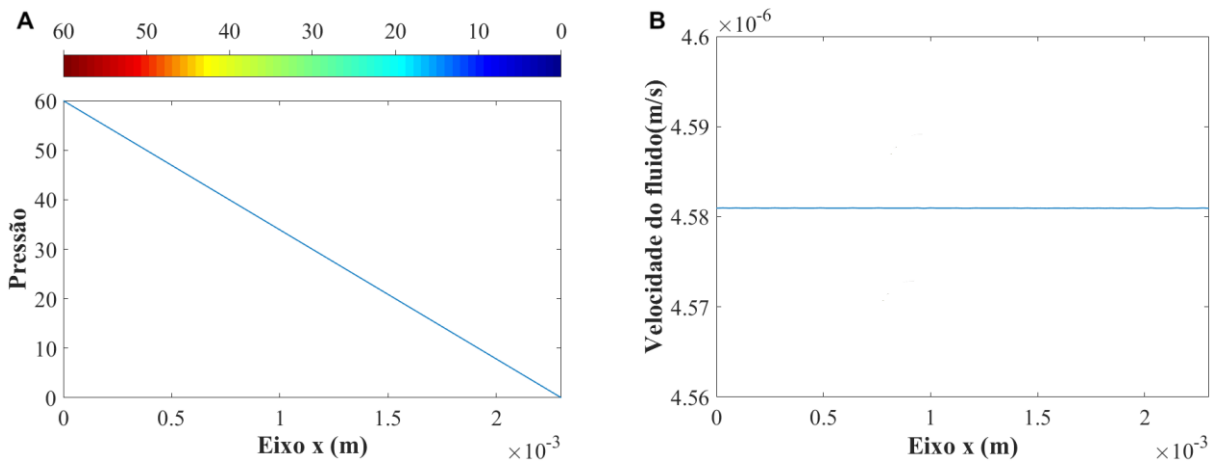 A
60 50 40 30 20 10 0
60
50
40
30
20
10
0
Pressão
0 0.5 1 1.5 2
Eixo x (m)
×10⁻³
B
×10⁻⁶
4.6
4.59
4.58
4.57
4.56
Velocidade do fluido(m/s)
0 0.5 1 1.5 2
Eixo x (m)
×10⁻³